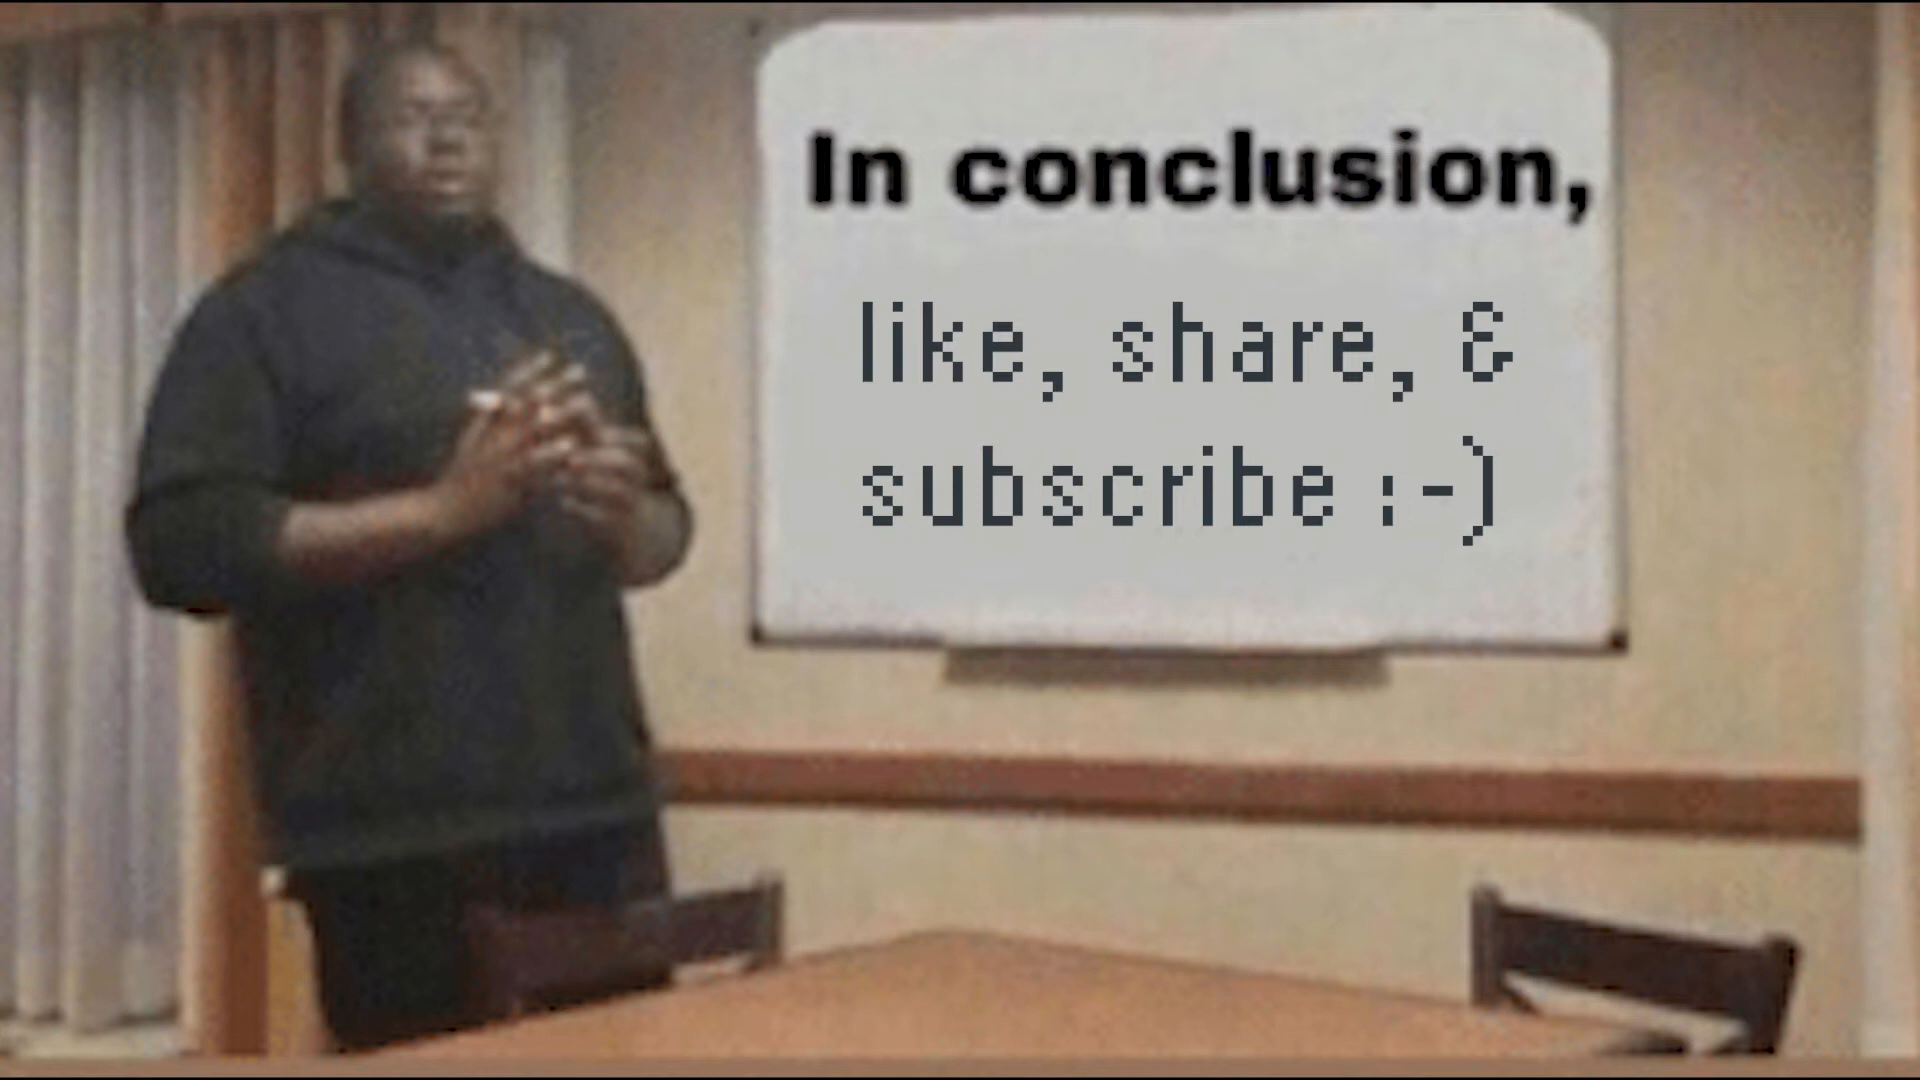 In conclusion,
like, share, &
subscribe :-)